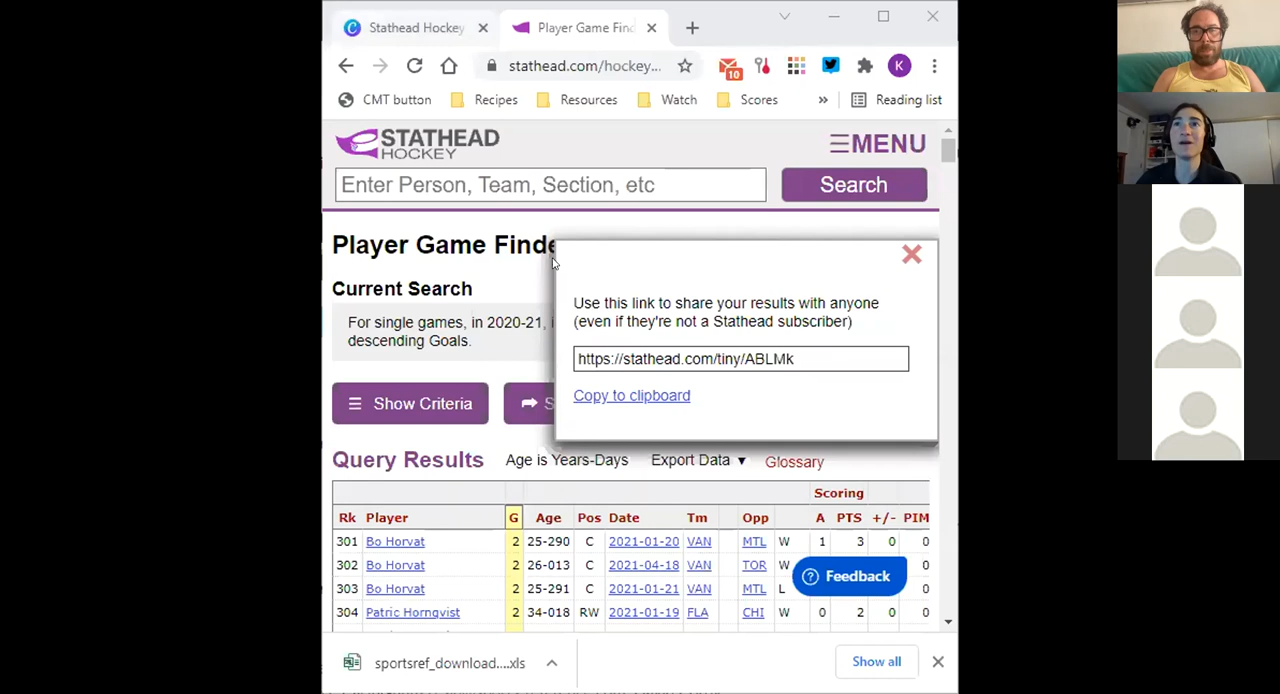 Stathead Hockey
Player Game Find
stathead.com/hockey...
10
K
CMT button
Recipes
Resources
Watch
Scores
»
Reading list
STATHEAD
HOCKEY
MENU
Enter Person, Team, Section, etc
Search
Player Game Finde
Current Search
For single games, in 2020-21, i
descending Goals.
Use this link to share your results with anyone
(even if they're not a Stathead subscriber)
https://stathead.com/tiny/ABLMk
Copy to clipboard
Show Criteria
S
Query Results
Age is Years-Days
Export Data ▼
Glossary
Scoring
Rk Player G Age Pos Date Tm Opp A PTS +/- PIM
301 Bo Horvat 2 25-290 C 2021-01-20 VAN MTL W 1 3 0 0
302 Bo Horvat 2 26-013 C 2021-04-18 VAN TOR W
303 Bo Horvat 2 25-291 C 2021-01-21 VAN MTL L
304 Patric Hornqvist 2 34-018 RW 2021-01-19 FLA CHI W 0 2 0 0
Feedback
sportsref_download....xls
Show all